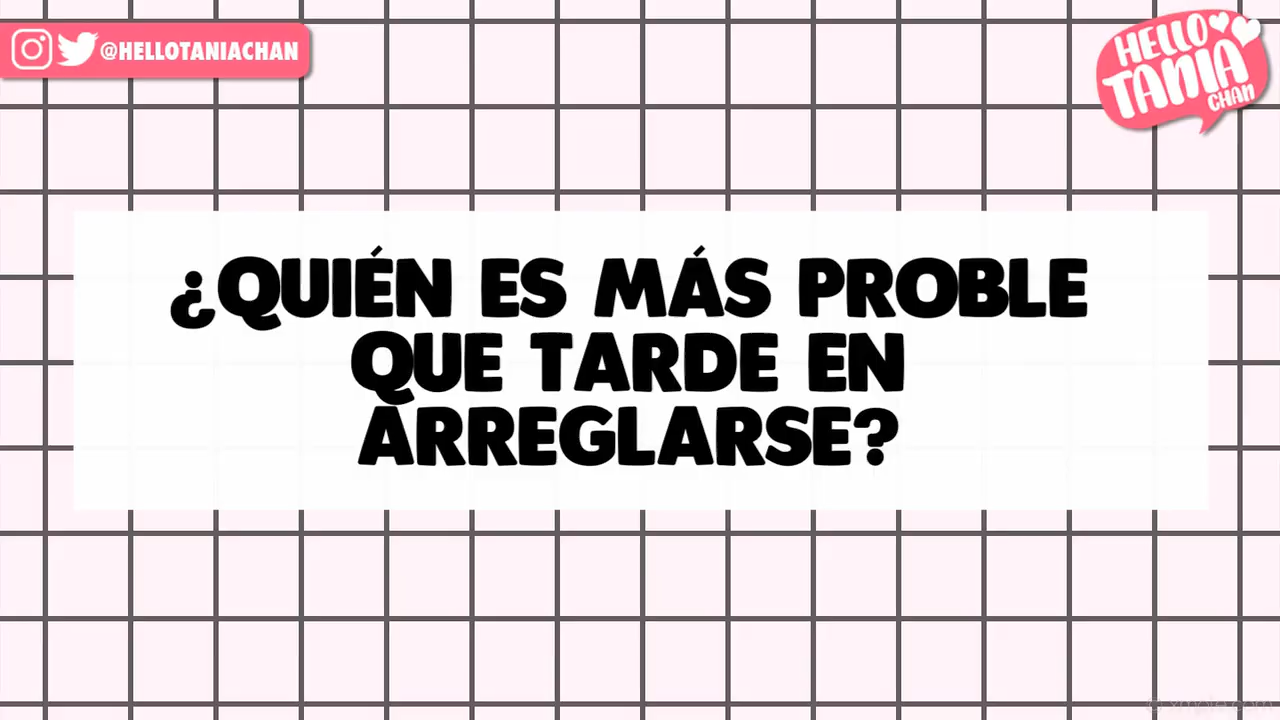 @HELLOTANIACHAN
HELLO
TANIA
CHAN
¿QUIÉN ES MÁS PROBLE
QUE TARDE EN
ARREGLARSE?